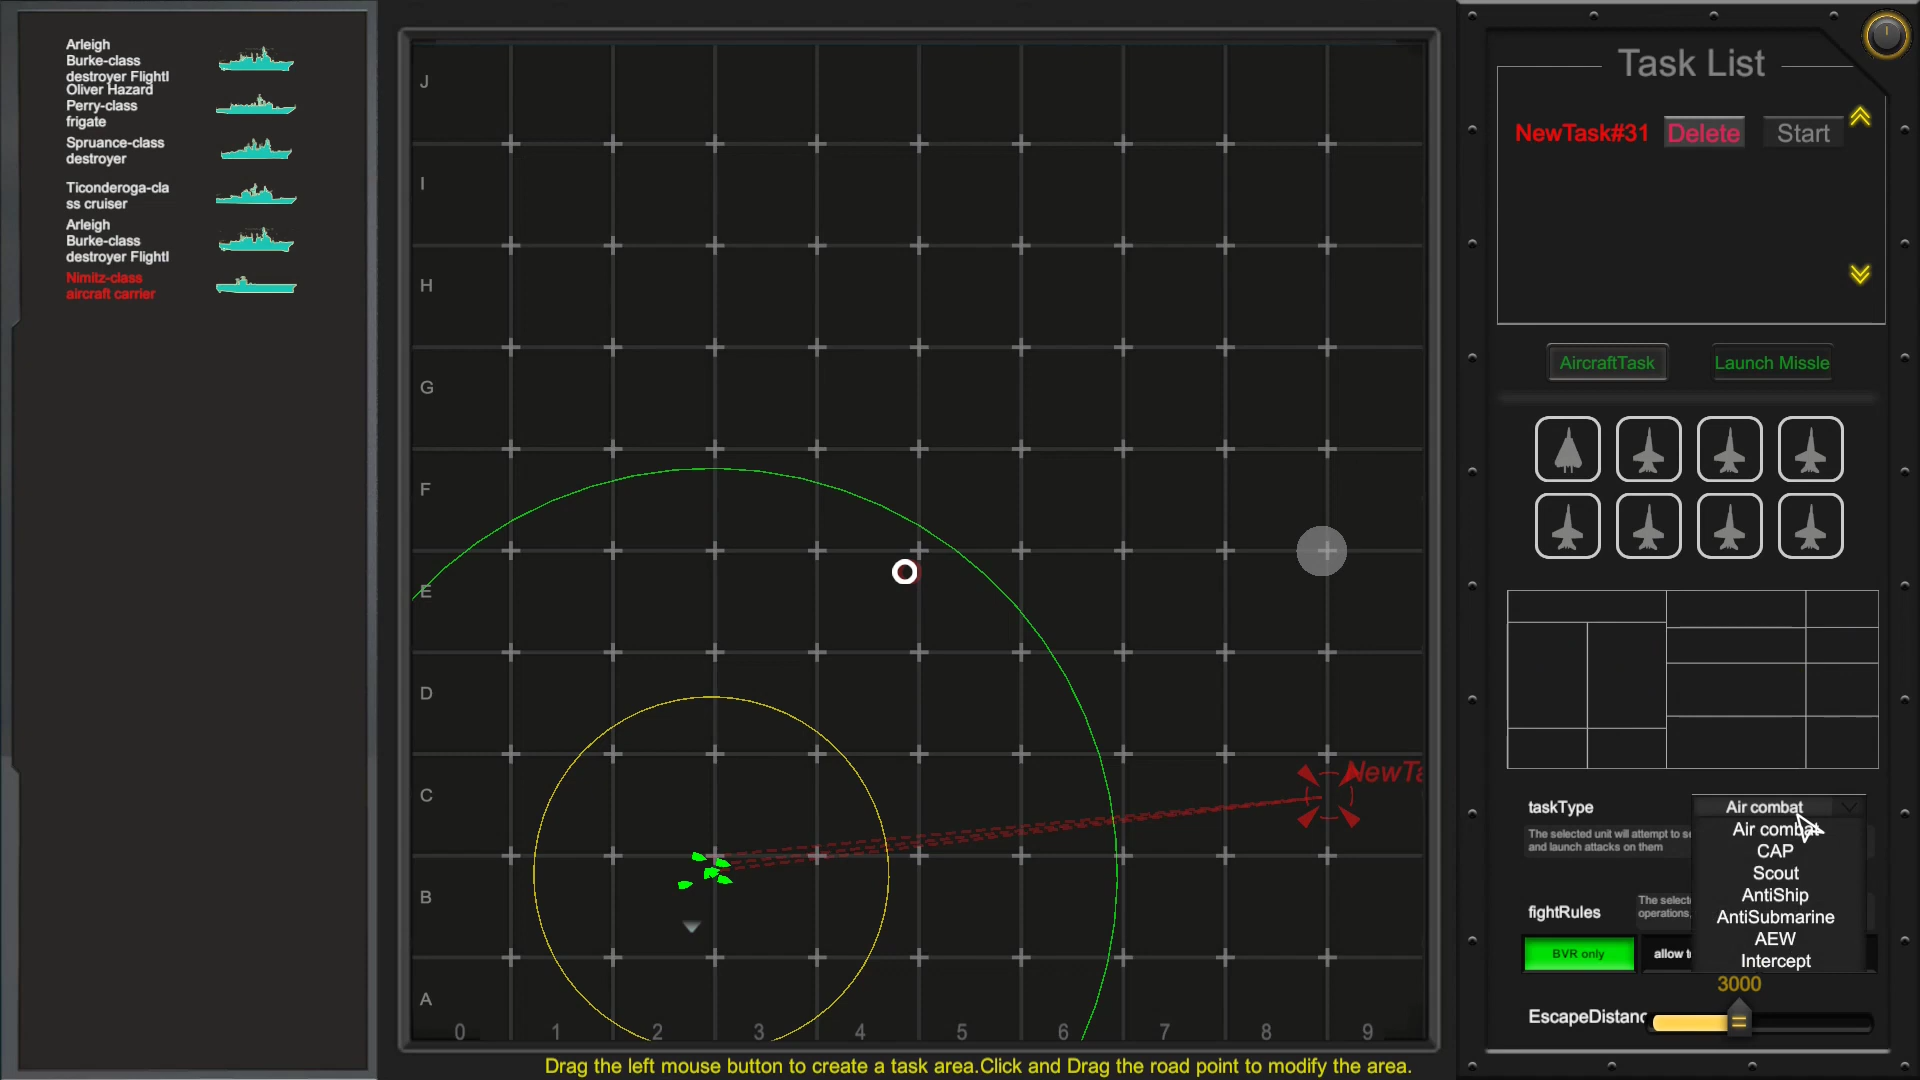 Arleigh
Burke-class
destroyer FlightI
Oliver Hazard
Perry-class
frigate
Spruance-class
destroyer
Ticonderoga-cla
ss cruiser
Arleigh
Burke-class
destroyer FlightI
Nimitz-class
aircraft carrier
J
I
H
G
F
E
D
C
B
A
0 1 2 3 4 5 6 7 8 9
NewTa
Drag the left mouse button to create a task area.Click and Drag the road point to modify the area.
Task List
NewTask#31 Delete Start
AircraftTask Launch Missle
taskType Air combat
The selected unit will attempt to se
and launch attacks on them
Air combat
CAP
Scout
AntiShip
AntiSubmarine
AEW
Intercept
fightRules
The select
operations,
BVR only allow t
3000
EscapeDistanc